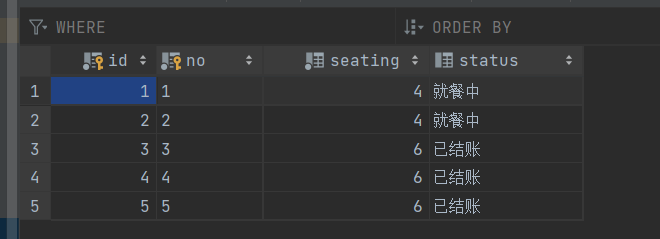 WHERE ORDER BY
id no seating status
1 1 1 4 就餐中
2 2 2 4 就餐中
3 3 3 6 已结账
4 4 4 6 已结账
5 5 5 6 已结账